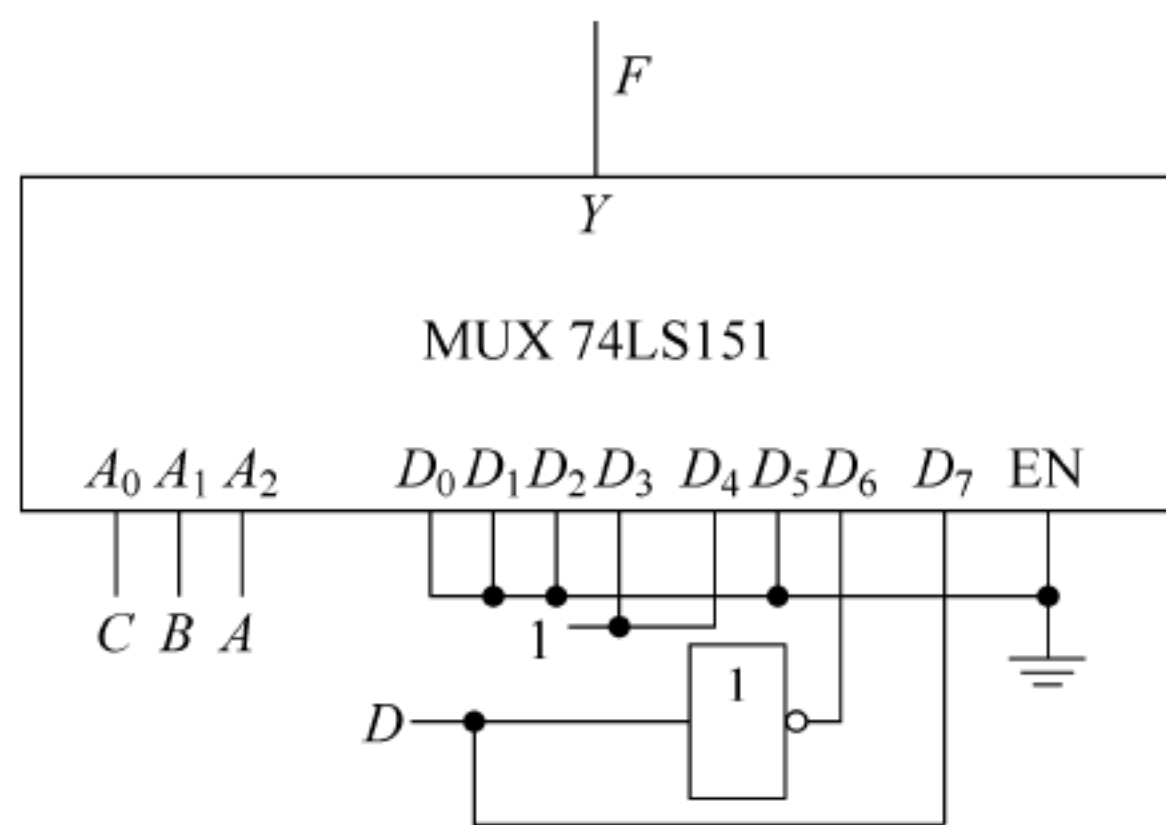 F
Y
MUX 74LS151
A₀ A₁ A₂ D₀ D₁ D₂ D₃ D₄ D₅ D₆ D₇ EN
C B A 1
1
D